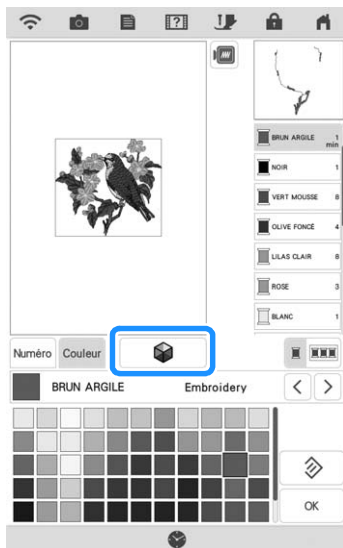 BRUN ARGILE 1
min
NOIR 1
VERT MOUSSE 8
OLIVE FONCÉ 4
LILAS CLAIR 8
ROSE 3
BLANC 1
Numéro Couleur
BRUN ARGILE Embroidery
OK